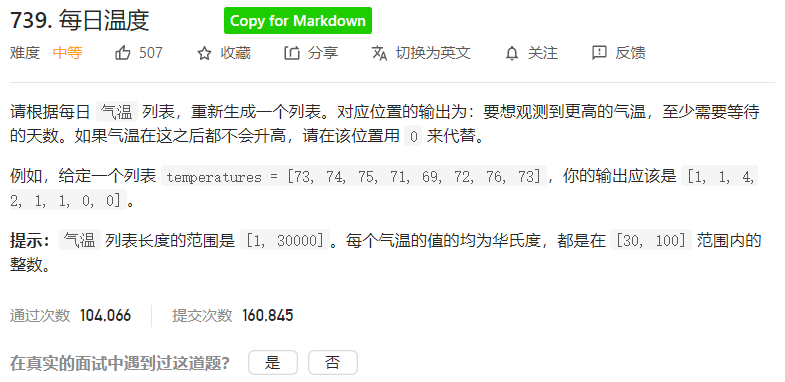 739. 每日温度 Copy for Markdown
难度 中等 507 收藏 分享 切换为英文 关注 反馈
请根据每日 气温 列表，重新生成一个列表。对应位置的输出为：要想观测到更高的气温，至少需要等待
的天数。如果气温在这之后都不会升高，请在该位置用 0 来代替。
例如，给定一个列表 temperatures = [73, 74, 75, 71, 69, 72, 76, 73]，你的输出应该是 [1, 1, 4,
2, 1, 1, 0, 0]。
提示：气温 列表长度的范围是 [1, 30000]。每个气温的值的均为华氏度，都是在 [30, 100] 范围内的
整数。
通过次数 104,066 提交次数 160,845
在真实的面试中遇到过这道题？ 是 否